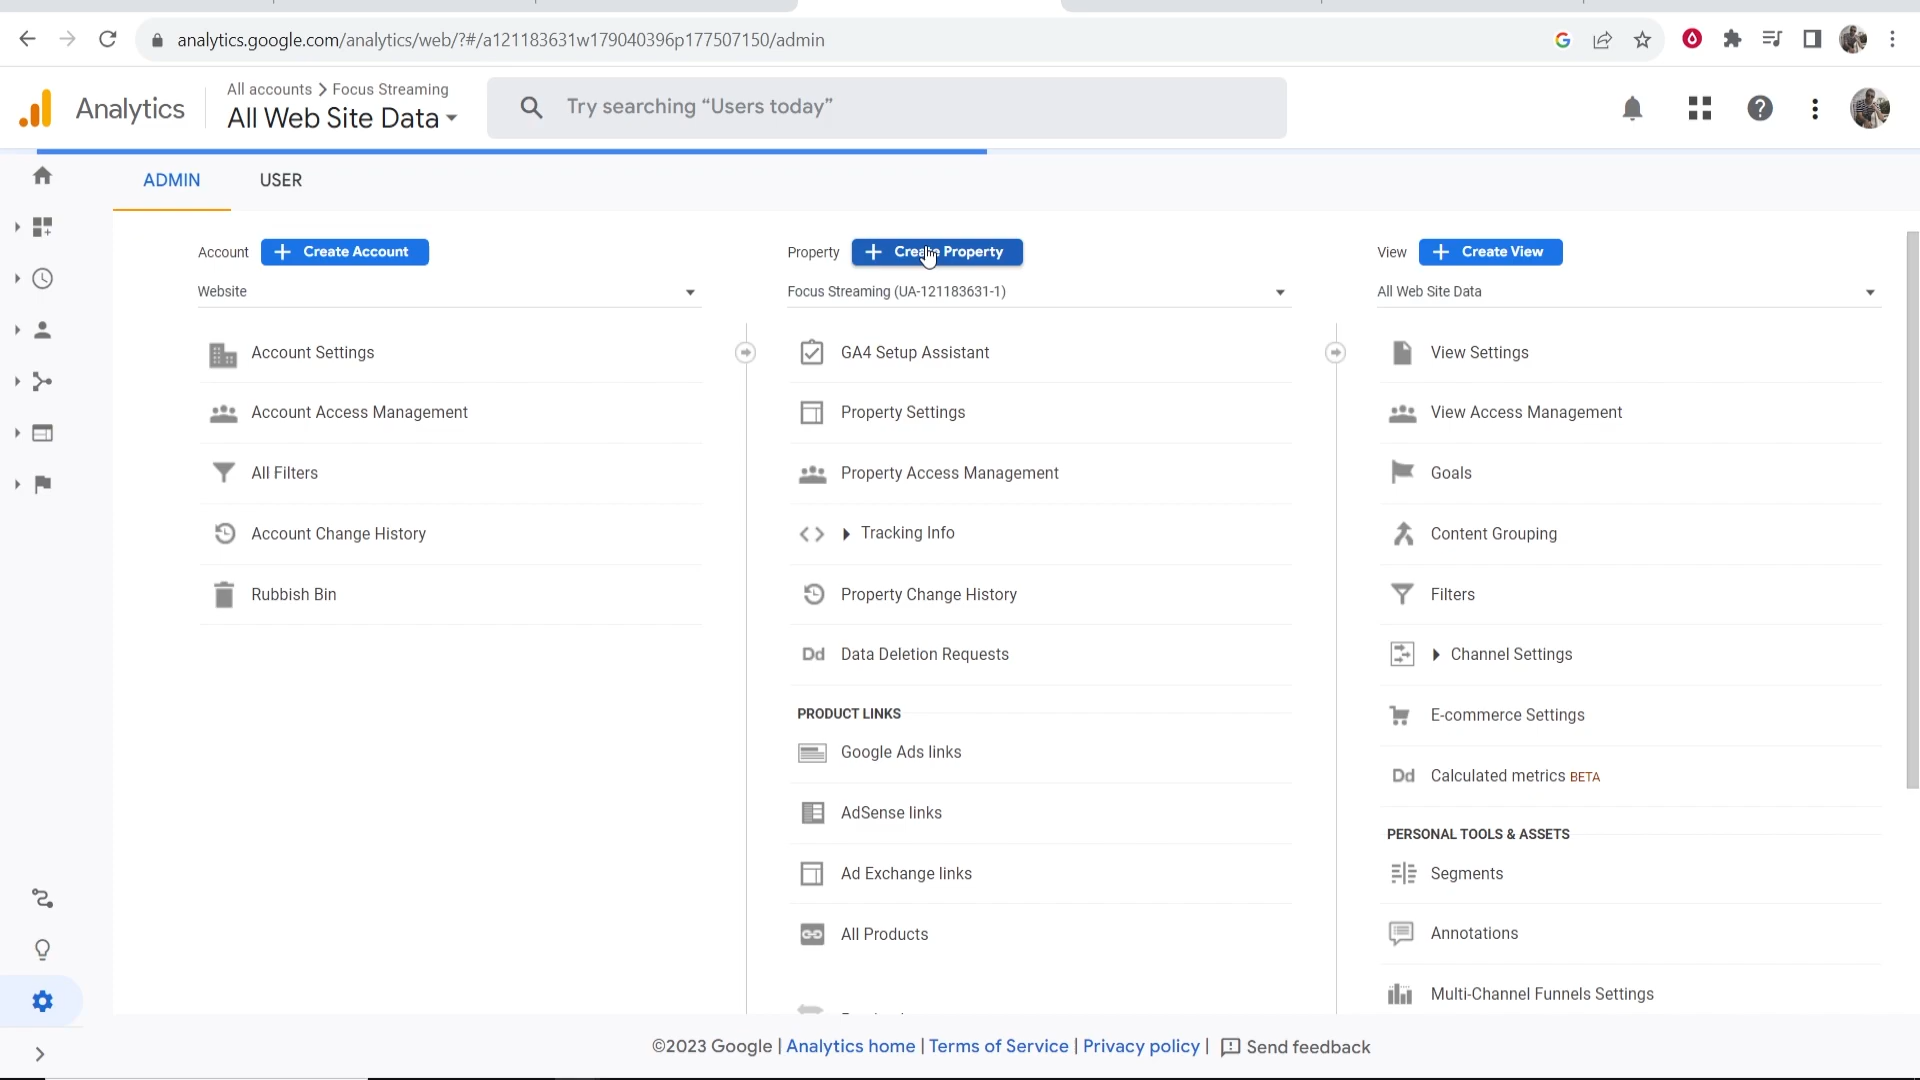 analytics.google.com/analytics/web/?#/a121183631w179040396p177507150/admin
Analytics
All accounts > Focus Streaming
All Web Site Data
Try searching “Users today”
ADMIN
USER
Account
Create Account
Website
Account Settings
Account Access Management
All Filters
Account Change History
Rubbish Bin
Property
Create Property
Focus Streaming (UA-121183631-1)
GA4 Setup Assistant
Property Settings
Property Access Management
Tracking Info
Property Change History
Dd Data Deletion Requests
PRODUCT LINKS
Google Ads links
AdSense links
Ad Exchange links
All Products
View
Create View
All Web Site Data
View Settings
View Access Management
Goals
Content Grouping
Filters
Channel Settings
E-commerce Settings
Dd Calculated metrics BETA
PERSONAL TOOLS & ASSETS
Segments
Annotations
Multi-Channel Funnels Settings
©2023 Google | Analytics home | Terms of Service | Privacy policy | Send feedback